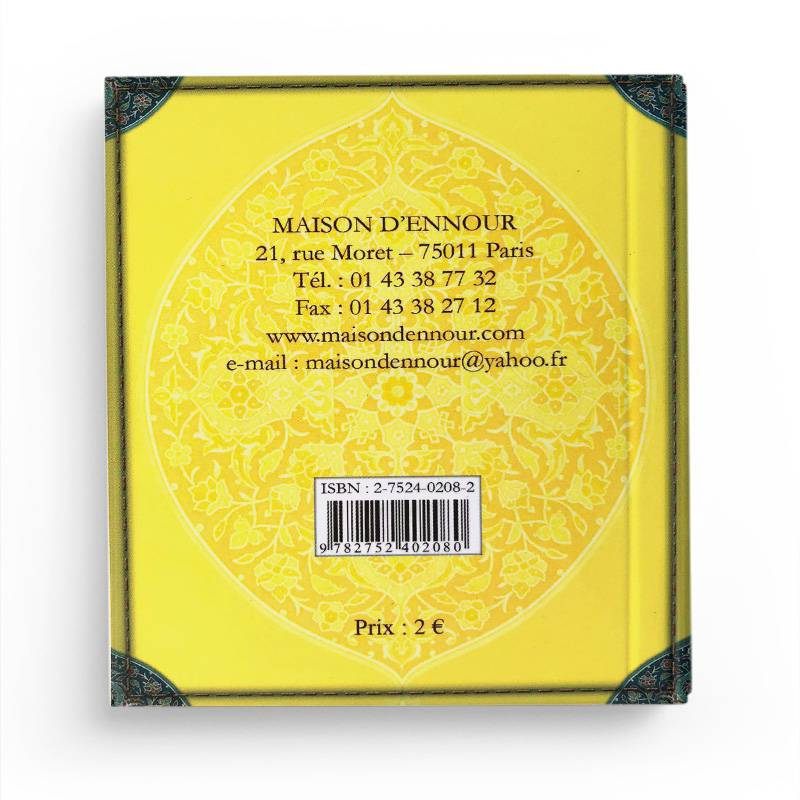 MAISON D'ENNOUR
21, rue Moret – 75011 Paris
Tél. : 01 43 38 77 32
Fax : 01 43 38 27 12
www.maisondennour.com
e-mail : maisondennour@yahoo.fr
ISBN : 2-7524-0208-2
9 782752 402080
Prix : 2 €